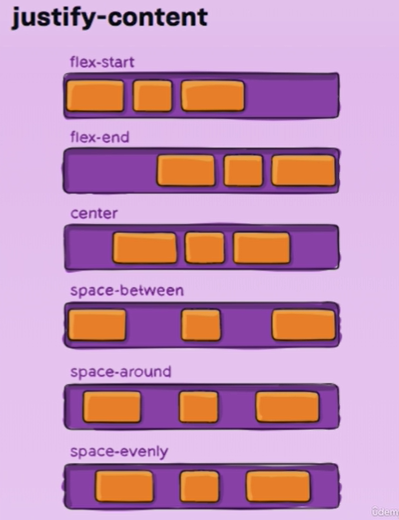 justify-content
flex-start
flex-end
center
space-between
space-around
space-evenly